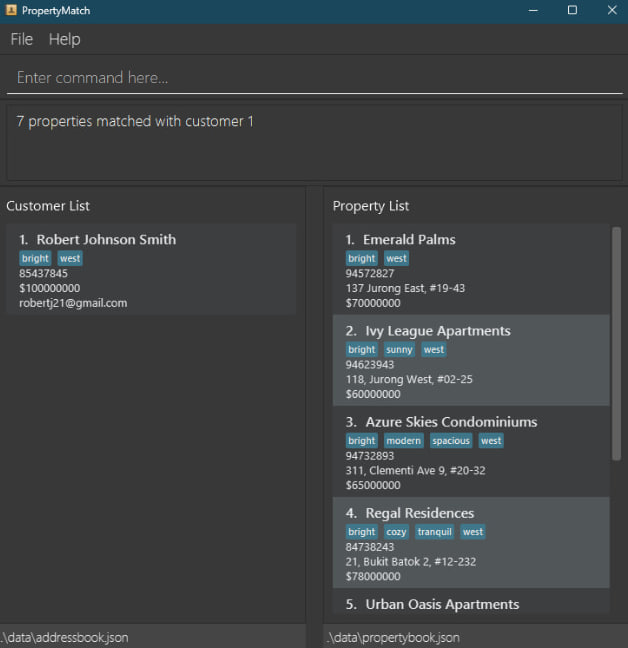 PropertyMatch
File Help
Enter command here...
7 properties matched with customer 1
Customer List
1. Robert Johnson Smith
bright west
85437845
$100000000
robertj21@gmail.com
Property List
1. Emerald Palms
bright west
94572827
137 Jurong East, #19-43
$70000000
2. Ivy League Apartments
bright sunny west
94623943
118, Jurong West, #02-25
$60000000
3. Azure Skies Condominiums
bright modern spacious west
94732893
311, Clementi Ave 9, #20-32
$65000000
4. Regal Residences
bright cozy tranquil west
84738243
21, Bukit Batok 2, #12-232
$78000000
5. Urban Oasis Apartments
.\data\addressbook.json
.\data\propertybook.json